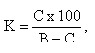 K = C x 100 / B – C ,